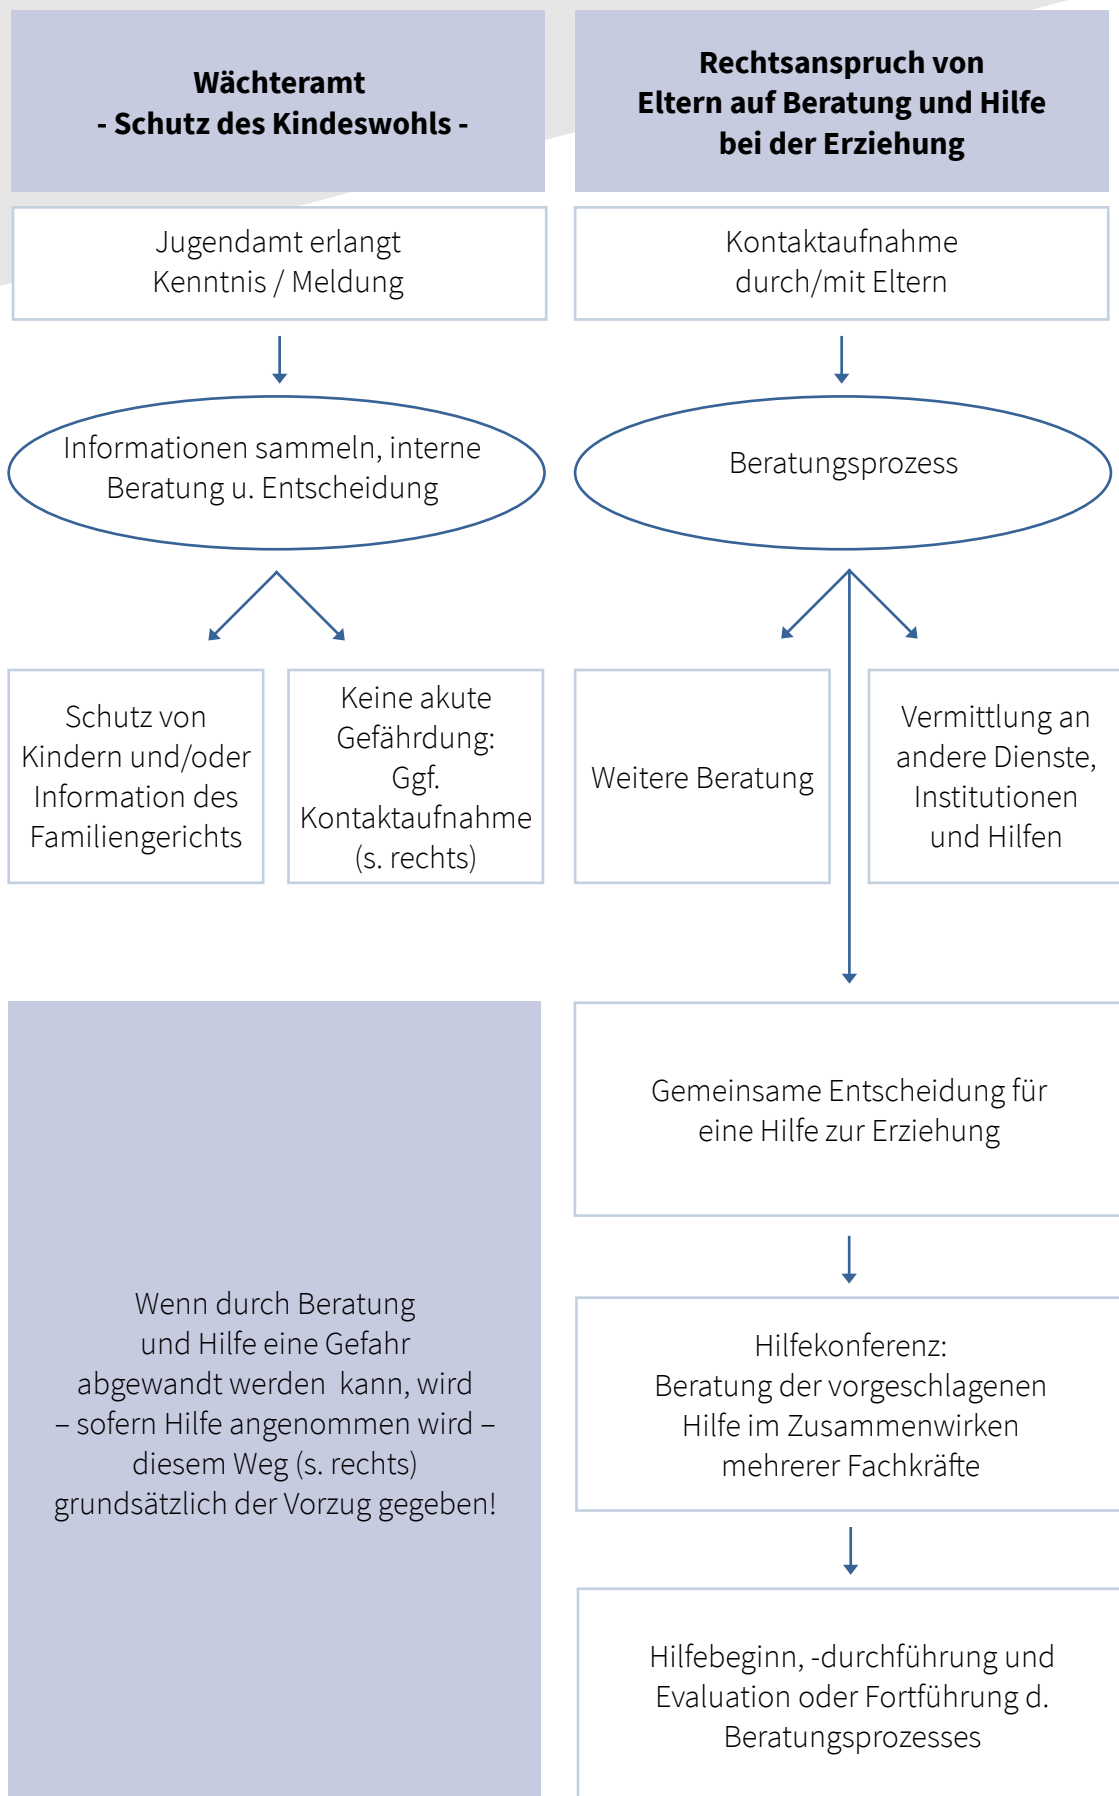 Wächteramt
- Schutz des Kindeswohls -
Rechtsanspruch von
Eltern auf Beratung und Hilfe
bei der Erziehung
Jugendamt erlangt
Kenntnis / Meldung
Kontaktaufnahme
durch/mit Eltern
Informationen sammeln, interne
Beratung u. Entscheidung
Beratungsprozess
Schutz von
Kindern und/oder
Information des
Familiengerichts
Keine akute
Gefährdung:
Ggf.
Kontaktaufnahme
(s. rechts)
Weitere Beratung
Vermittlung an
andere Dienste,
Institutionen
und Hilfen
Gemeinsame Entscheidung für
eine Hilfe zur Erziehung
Wenn durch Beratung
und Hilfe eine Gefahr
abgewandt werden kann, wird
– sofern Hilfe angenommen wird –
diesem Weg (s. rechts)
grundsätzlich der Vorzug gegeben!
Hilfekonferenz:
Beratung der vorgeschlagenen
Hilfe im Zusammenwirken
mehrerer Fachkräfte
Hilfebeginn, -durchführung und
Evaluation oder Fortführung d.
Beratungsprozesses